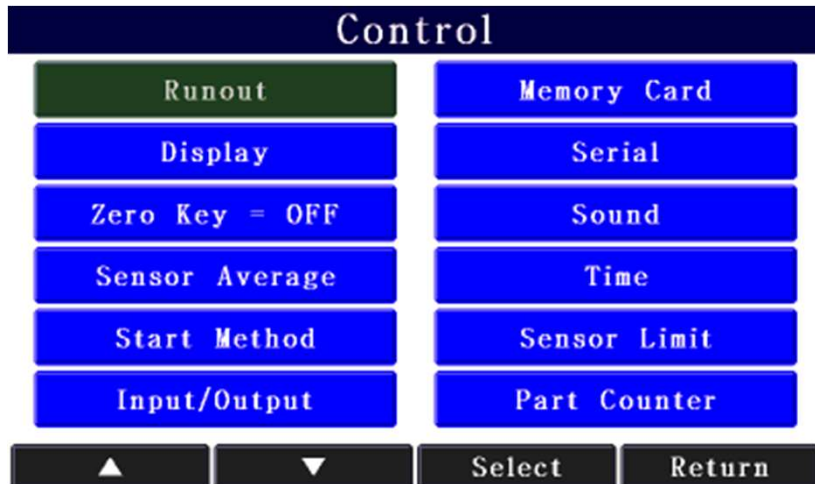 Control
Runout
Display
Zero Key = OFF
Sensor Average
Start Method
Input/Output
Memory Card
Serial
Sound
Time
Sensor Limit
Part Counter
▲ ▼ Select Return